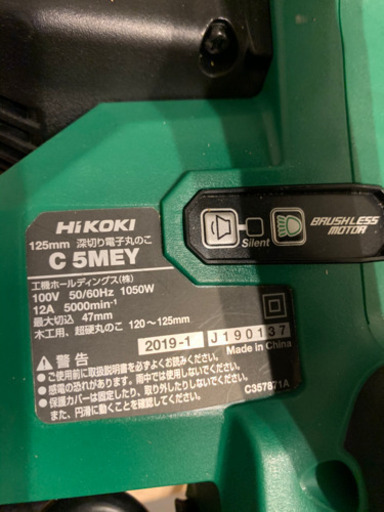 HiKOKI
125mm 深切り電子丸のこ
C 5MEY
工機ホールディングス(株)
100V 50/60Hz 1050W
12A 5000min⁻¹
最大切込 47mm
木工用、超硬丸のこ 120～125mm
2019-1 J190137
Made in China
警告
●ご使用前に取扱説明書を必ずよくお読みください。
●感電の恐れがあります。雨中では使用しないでください。
●保護カバーは固定したり、取り外したりしないでください。
また、円滑に動くことを確認してください。
C357871A
Silent
BRUSHLESS
MOTOR